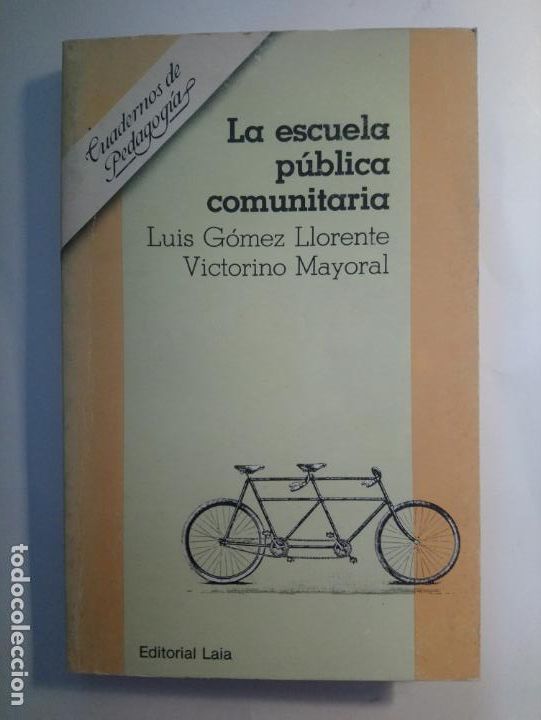 Cuadernos de
Pedagogía
La escuela
pública
comunitaria
Luis Gómez Llorente
Victorino Mayoral
Editorial Laia
todocoleccion